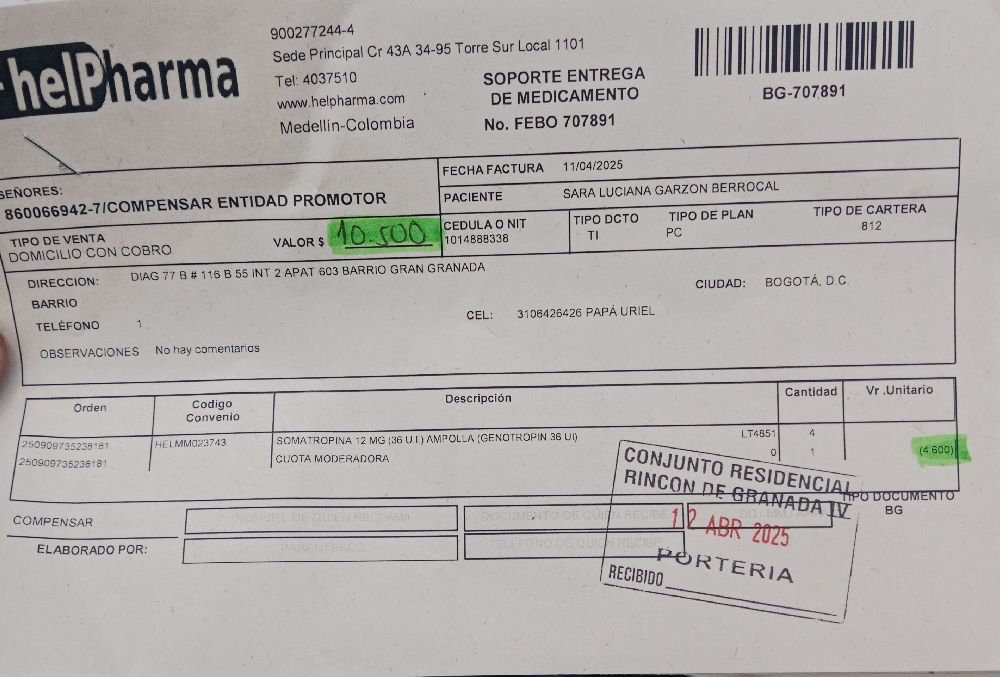 helPharma
900277244-4
Sede Principal Cr 43A 34-95 Torre Sur Local 1101
Tel: 4037510
www.helpharma.com
Medellín-Colombia
SOPORTE ENTREGA
DE MEDICAMENTO
No. FEBO 707891
BG-707891
SEÑORES:
860066942-7/COMPENSAR ENTIDAD PROMOTOR
FECHA FACTURA 11/04/2025
PACIENTE SARA LUCIANA GARZON BERROCAL
TIPO DE VENTA
DOMICILIO CON COBRO
VALOR $ 10.500
CEDULA O NIT
1014888338
TIPO DCTO
TI
TIPO DE PLAN
PC
TIPO DE CARTERA
812
DIRECCION: DIAG 77 B # 116 B 55 INT 2 APAT 603 BARRIO GRAN GRANADA
CIUDAD: BOGOTÁ, D.C.
BARRIO
TELÉFONO 1
CEL: 3106426426 PAPÁ URIEL
OBSERVACIONES No hay comentarios
Orden Codigo Convenio Descripción Cantidad Vr .Unitario
250909735238181 HELMM023743 SOMATROPINA 12 MG (36 U.I.) AMPOLLA (GENOTROPIN 36 UI) LT4851 4
250909735238181 CUOTA MODERADORA 0 1 (4.600)
TIPO DOCUMENTO
BG
COMPENSAR
NOMBRE DE QUIEN RECLAMA
DOCUMENTO DE QUIEN RECIBE
ELABORADO POR:
PARENTESCO
TELEFONO DE QUIEN RECIBE
CONJUNTO RESIDENCIAL
RINCON DE GRANADA IV
12 ABR 2025
PORTERIA
RECIBIDO